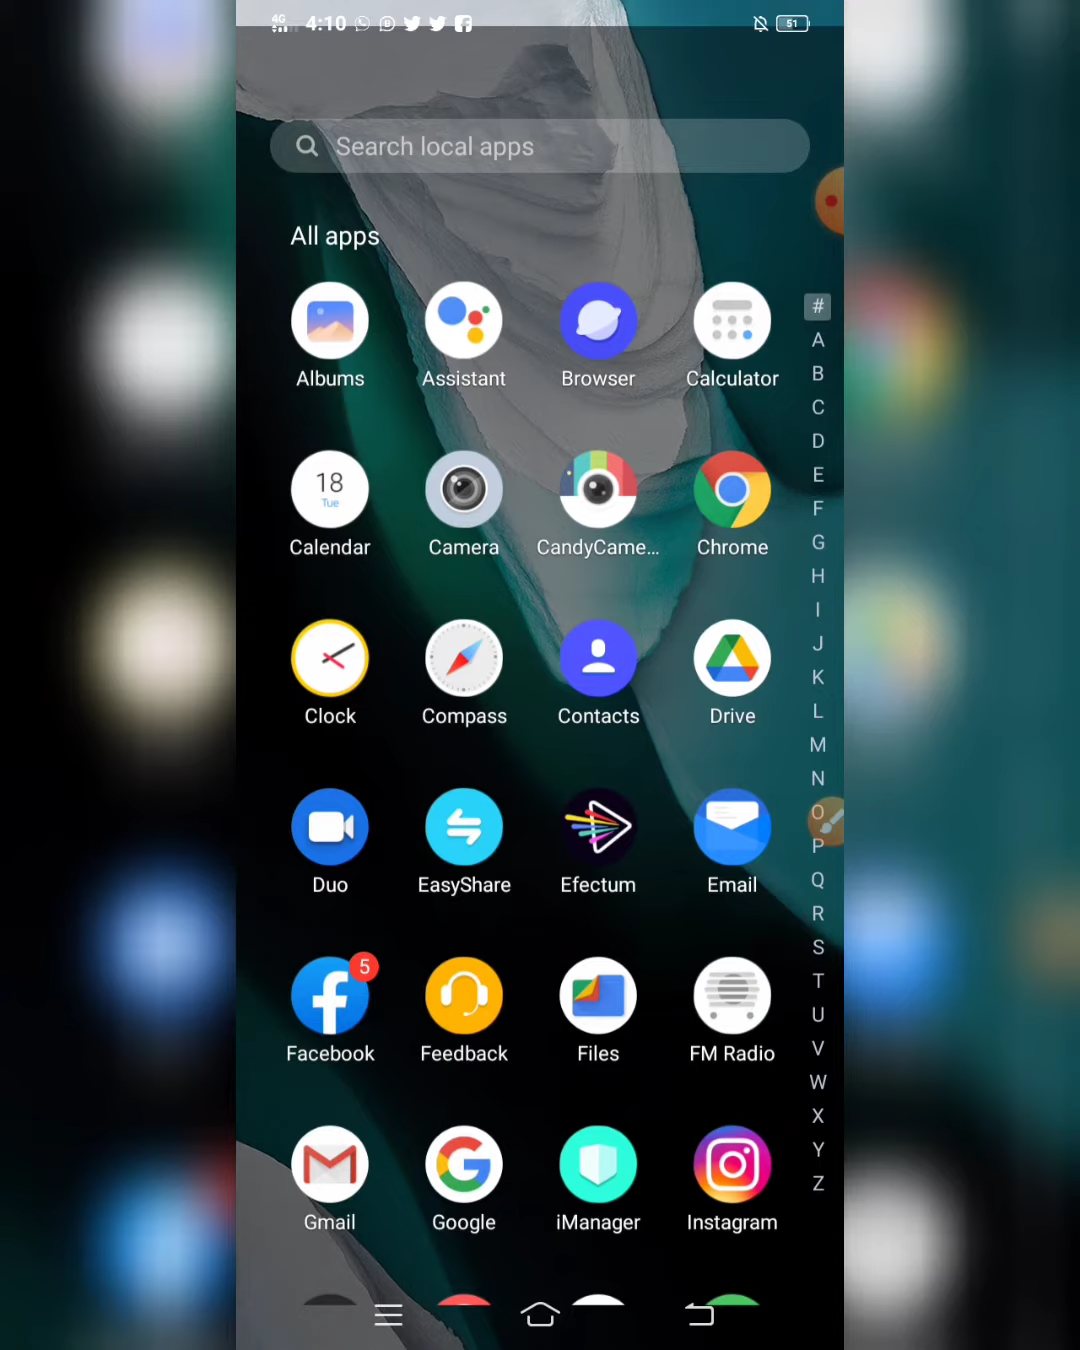 4G 4:10 51
Search local apps
All apps
Albums Assistant Browser Calculator
18
Tue
Calendar Camera CandyCame... Chrome
Clock Compass Contacts Drive
Duo EasyShare Efectum Email
5
Facebook Feedback Files FM Radio
Gmail Google iManager Instagram
#
A
B
C
D
E
F
G
H
I
J
K
L
M
N
O
P
Q
R
S
T
U
V
W
X
Y
Z